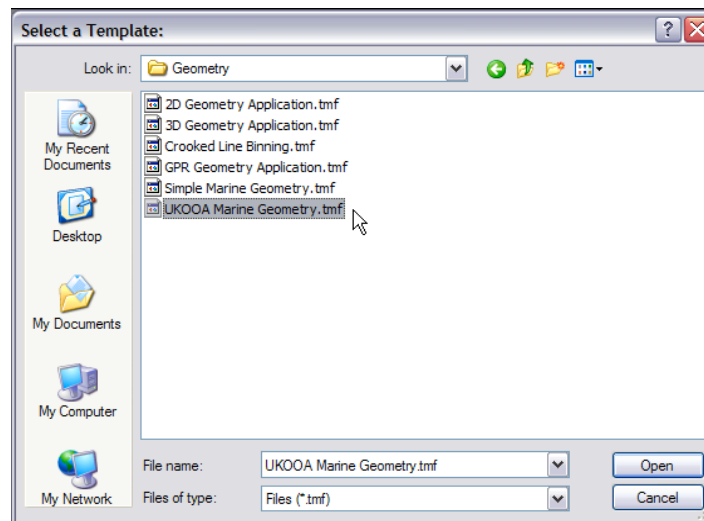 Select a Template:
Look in:
Geometry
2D Geometry Application.tmf
3D Geometry Application.tmf
Crooked Line Binning.tmf
GPR Geometry Application.tmf
Simple Marine Geometry.tmf
UKOOA Marine Geometry.tmf
My Recent
Documents
Desktop
My Documents
My Computer
My Network
File name:
UKOOA Marine Geometry.tmf
Open
Files of type:
Files (*.tmf)
Cancel